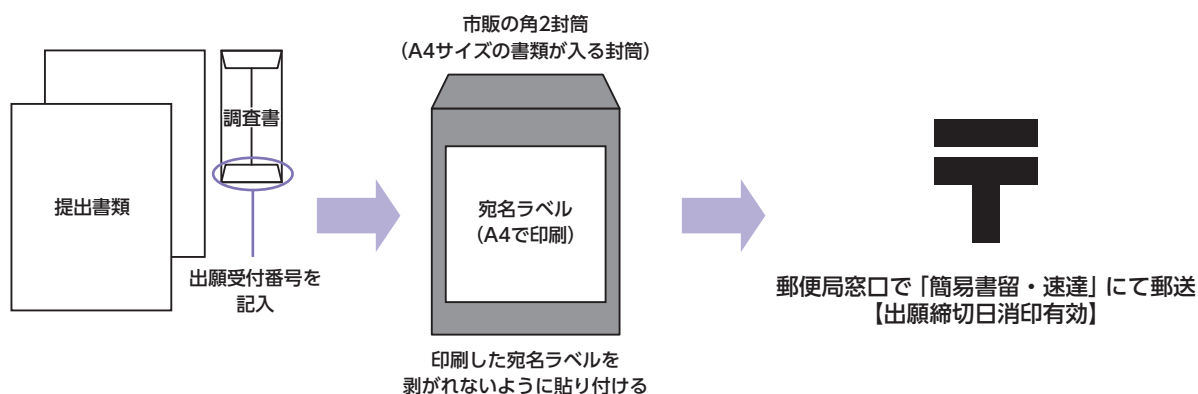 提出書類
調査書
出願受付番号を
記入
市販の角2封筒
（A4サイズの書類が入る封筒）
宛名ラベル
（A4で印刷）
印刷した宛名ラベルを
剥がれないように貼り付ける
〒
郵便局窓口で「簡易書留・速達」にて郵送
【出願締切日消印有効】